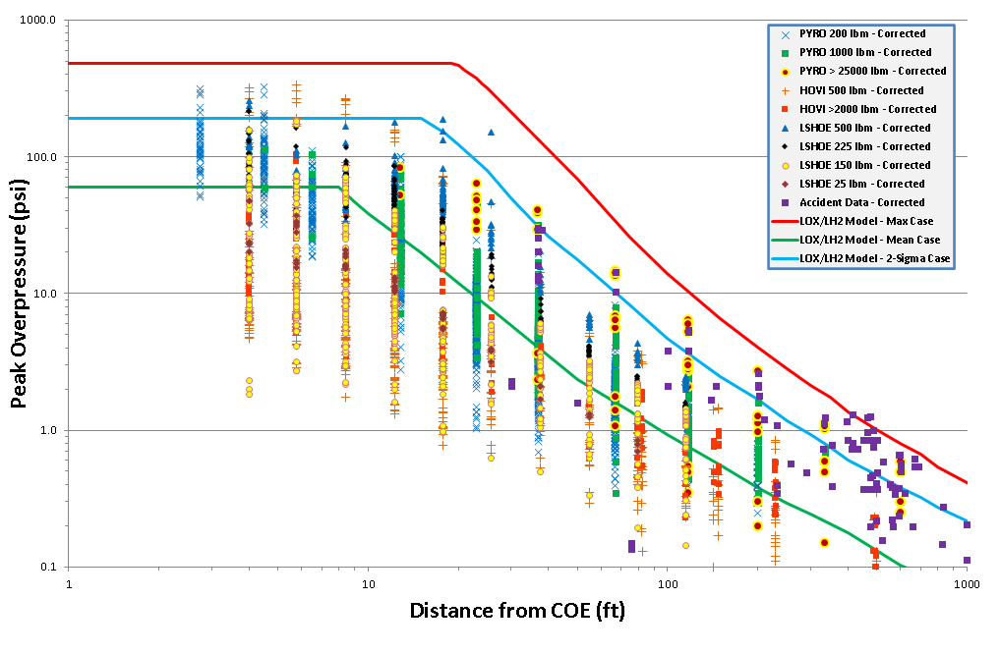 1000.0
100.0
10.0
1.0
0.1
Peak Overpressure (psi)
1
10
100
1000
Distance from COE (ft)
PYRO 200 lbm - Corrected
PYRO 1000 lbm - Corrected
PYRO > 25000 lbm - Corrected
HOVI 500 lbm - Corrected
HOVI >2000 lbm - Corrected
LSHOE 500 lbm - Corrected
LSHOE 225 lbm - Corrected
LSHOE 150 lbm - Corrected
LSHOE 25 lbm - Corrected
Accident Data - Corrected
LOX/LH2 Model - Max Case
LOX/LH2 Model - Mean Case
LOX/LH2 Model - 2-Sigma Case